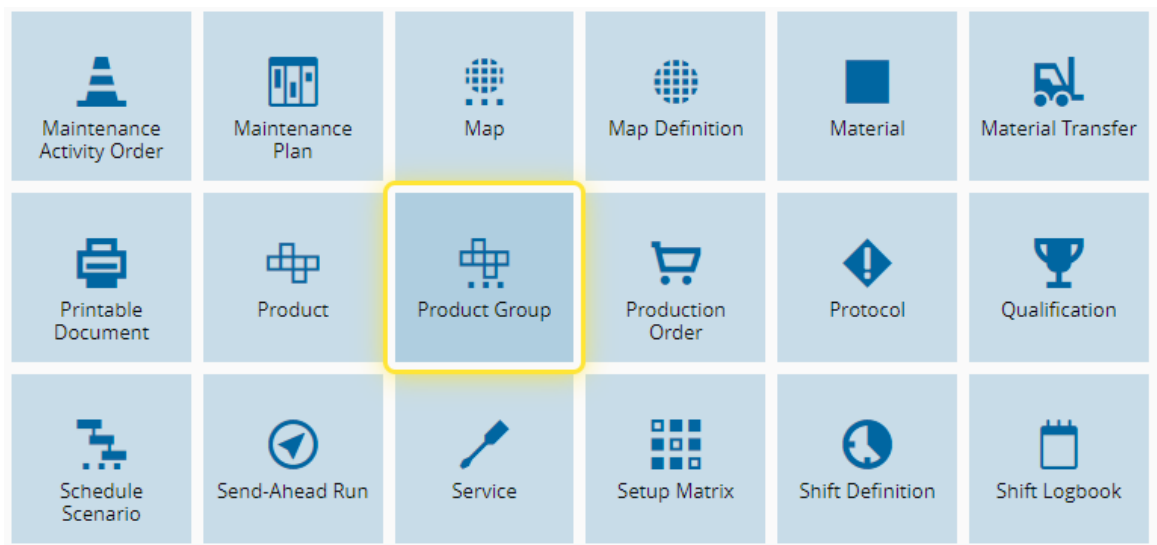 Maintenance
Activity Order
Maintenance
Plan
Map
Map Definition
Material
Material Transfer
Printable
Document
Product
Product Group
Production
Order
Protocol
Qualification
Schedule
Scenario
Send-Ahead Run
Service
Setup Matrix
Shift Definition
Shift Logbook